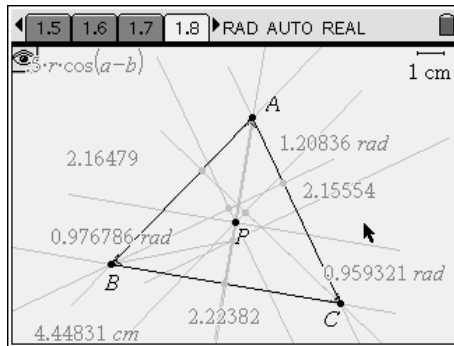 1.5 1.6 1.7 1.8 RAD AUTO REAL
.5·r·cos(a-b)
1 cm
A
1.20836 rad
2.16479
2.15554
0.976786 rad
P
B
0.959321 rad
2.22382
C
4.44831 cm